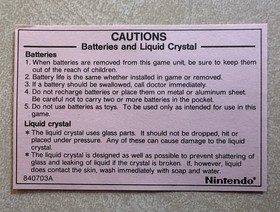 CAUTIONS
Batteries and Liquid Crystal
Batteries
1. When batteries are removed from this game unit, be sure to keep them
out of the reach of children.
2. Battery life is the same whether installed in game or removed.
3. If a battery should be swallowed, call doctor immediately.
4. Do not recharge batteries or place them on metal or aluminum sheet.
Be careful not to carry two or more batteries in the pocket.
5. Do not use batteries as toys. To be used only as intended for use in this
game.
Liquid crystal
* The liquid crystal uses glass parts. It should not be dropped, hit or
placed under pressure. Any of these can cause damage to the liquid
crystal.
* The liquid crystal is designed as well as possible to prevent shattering of
glass and leaking of liquid if the crystal is broken. If, however, liquid
does contact the skin, wash immediately with soap and water.
840703A
Nintendo®